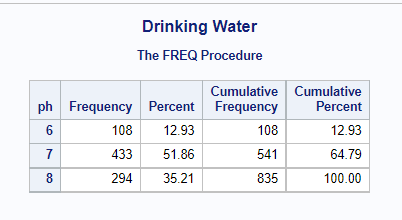 Drinking Water
The FREQ Procedure
ph Frequency Percent Cumulative Frequency Cumulative Percent
6 108 12.93 108 12.93
7 433 51.86 541 64.79
8 294 35.21 835 100.00